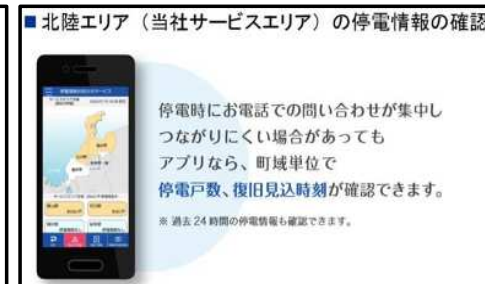 ■北陸エリア（当社サービスエリア）の停電情報の確認
停電時にお電話での問い合わせが集中し
つながりにくい場合があっても
アプリなら、町域単位で
停電戸数、復旧見込時刻が確認できます。
※ 過去24時間の停電情報も確認できます。